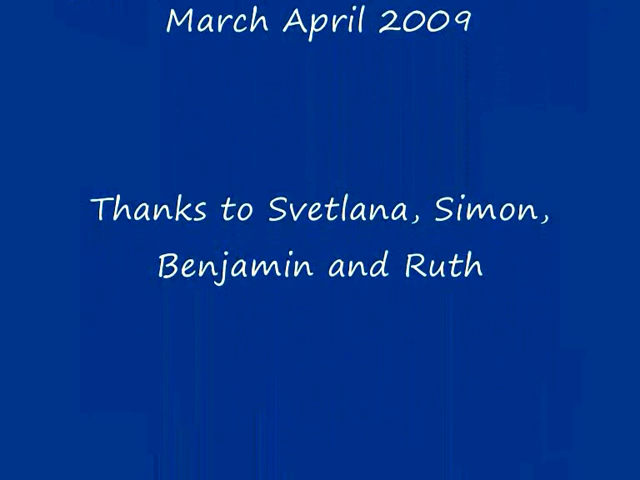 March April 2009
Thanks to Svetlana, Simon,
Benjamin and Ruth